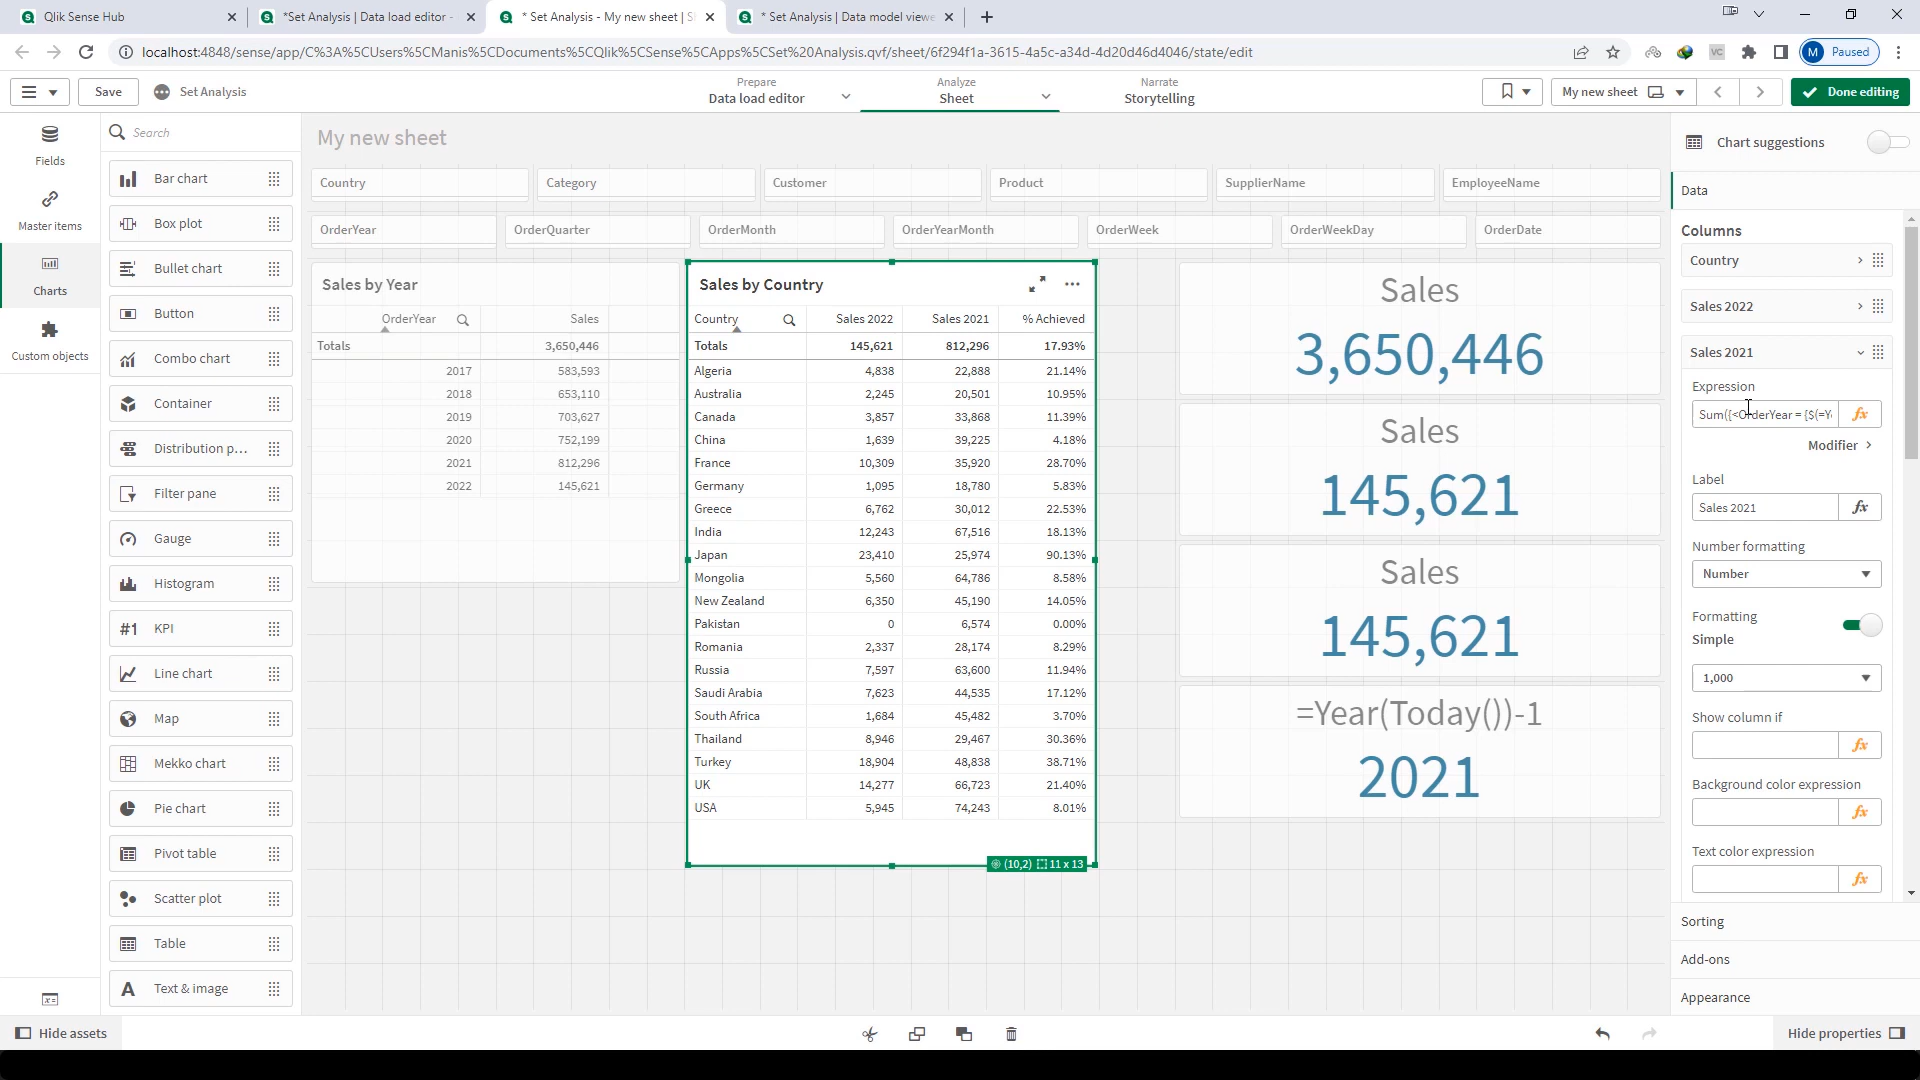 Qlik Sense Hub
*Set Analysis | Data load editor -
* Set Analysis - My new sheet | S
* Set Analysis | Data model viewe
localhost:4848/sense/app/C%3A%5CUsers%5CManis%5CDocuments%5CQlik%5CSense%5CApps%5CSet%20Analysis.qvf/sheet/6f294f1a-3615-4a5c-a34d-4d20d46d4046/state/edit
VC
M Paused
Save
Set Analysis
Prepare
Data load editor
Analyze
Sheet
Narrate
Storytelling
My new sheet
Done editing
Fields
Master items
Charts
Custom objects
Search
Bar chart
Box plot
Bullet chart
Button
Combo chart
Container
Distribution p...
Filter pane
Gauge
Histogram
#1 KPI
Line chart
Map
Mekko chart
Pie chart
Pivot table
Scatter plot
Table
A Text & image
My new sheet
Country Category Customer Product SupplierName EmployeeName
OrderYear OrderQuarter OrderMonth OrderYearMonth OrderWeek OrderWeekDay OrderDate
Sales by Year
OrderYear Sales
Totals 3,650,446
2017 583,593
2018 653,110
2019 703,627
2020 752,199
2021 812,296
2022 145,621
Sales by Country
Country Sales 2022 Sales 2021 % Achieved
Totals 145,621 812,296 17.93%
Algeria 4,838 22,888 21.14%
Australia 2,245 20,501 10.95%
Canada 3,857 33,868 11.39%
China 1,639 39,225 4.18%
France 10,309 35,920 28.70%
Germany 1,095 18,780 5.83%
Greece 6,762 30,012 22.53%
India 12,243 67,516 18.13%
Japan 23,410 25,974 90.13%
Mongolia 5,560 64,786 8.58%
New Zealand 6,350 45,190 14.05%
Pakistan 0 6,574 0.00%
Romania 2,337 28,174 8.29%
Russia 7,597 63,600 11.94%
Saudi Arabia 7,623 44,535 17.12%
South Africa 1,684 45,482 3.70%
Thailand 8,946 29,467 30.36%
Turkey 18,904 48,838 38.71%
UK 14,277 66,723 21.40%
USA 5,945 74,243 8.01%
(10,2) 11 x 13
Sales
3,650,446
Sales
145,621
Sales
145,621
=Year(Today())-1
2021
Chart suggestions
Data
Columns
Country
Sales 2022
Sales 2021
Expression
Sum({<OrderYear = {$(=Y fx
Modifier
Label
Sales 2021 fx
Number formatting
Number
Formatting
Simple
1,000
Show column if
fx
Background color expression
fx
Text color expression
fx
Sorting
Add-ons
Appearance
Hide assets
Hide properties